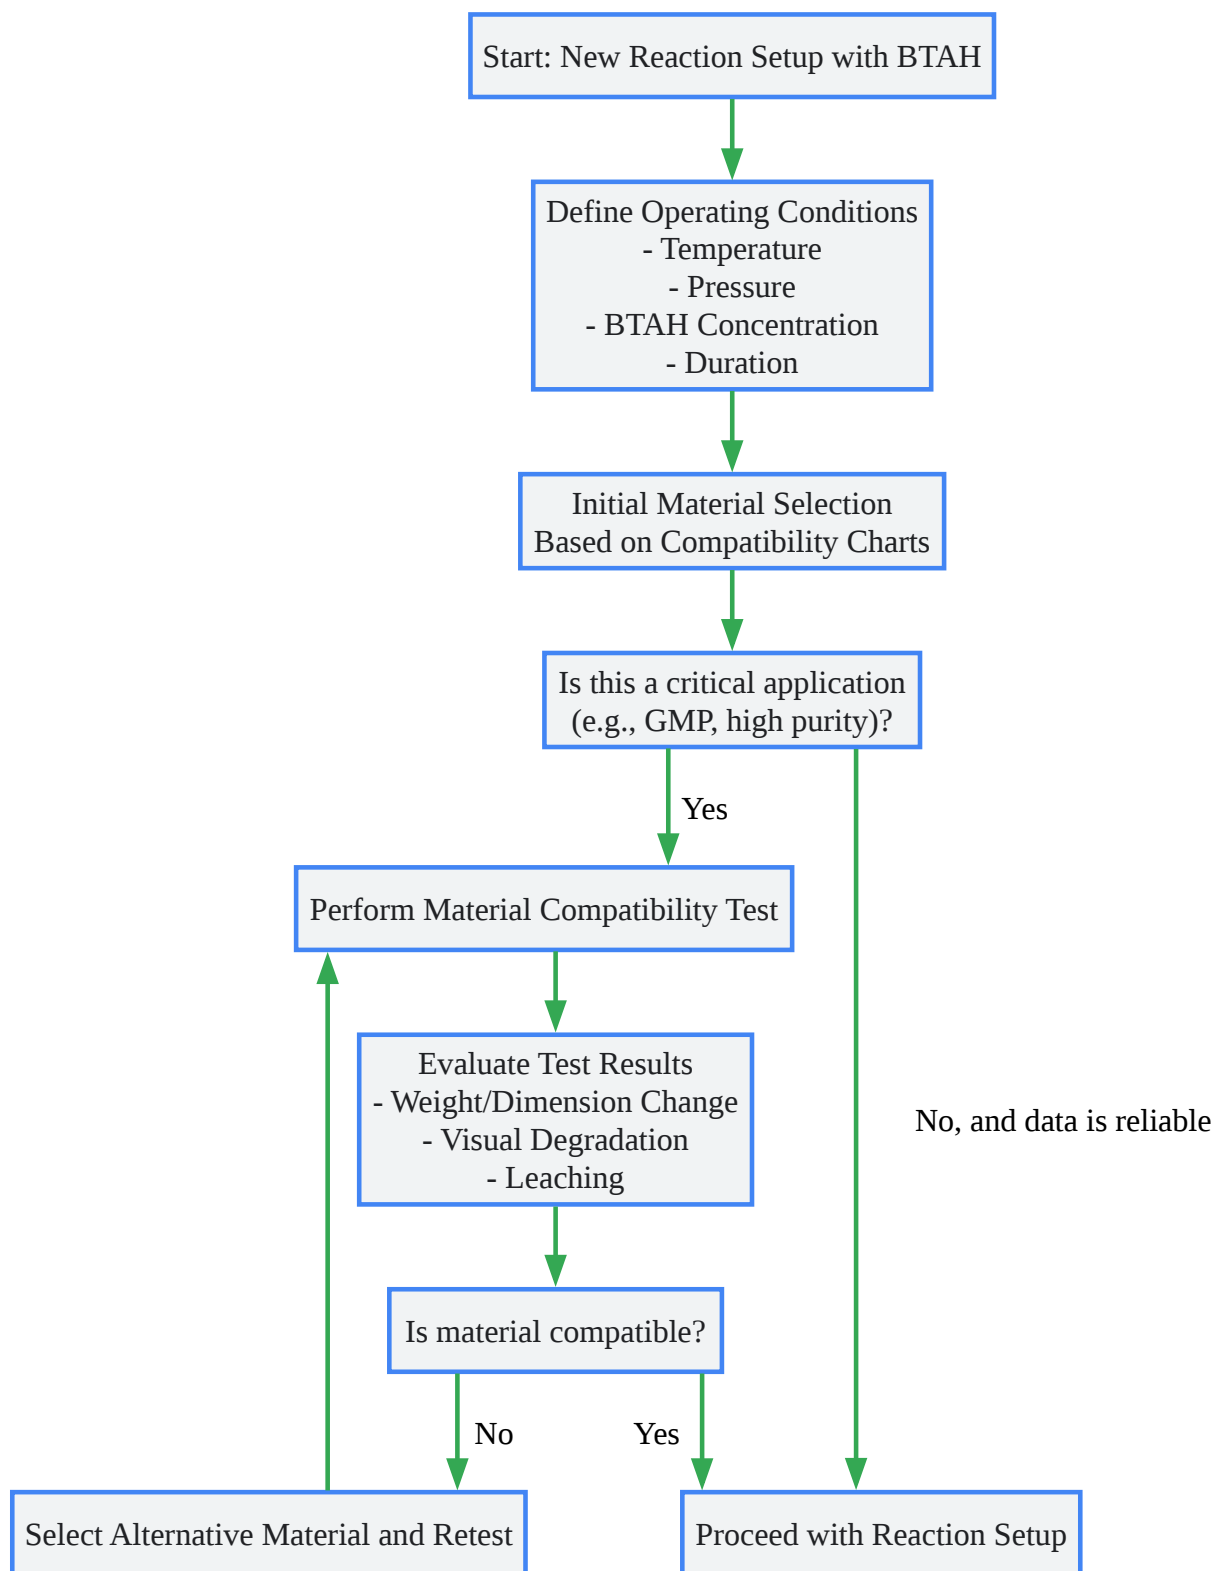 Start: New Reaction Setup with BTAH
Define Operating Conditions
- Temperature
- Pressure
- BTAH Concentration
- Duration
Initial Material Selection
Based on Compatibility Charts
Is this a critical application
(e.g., GMP, high purity)?
Yes
Perform Material Compatibility Test
Evaluate Test Results
- Weight/Dimension Change
- Visual Degradation
- Leaching
No, and data is reliable
Is material compatible?
No
Yes
Select Alternative Material and Retest
Proceed with Reaction Setup